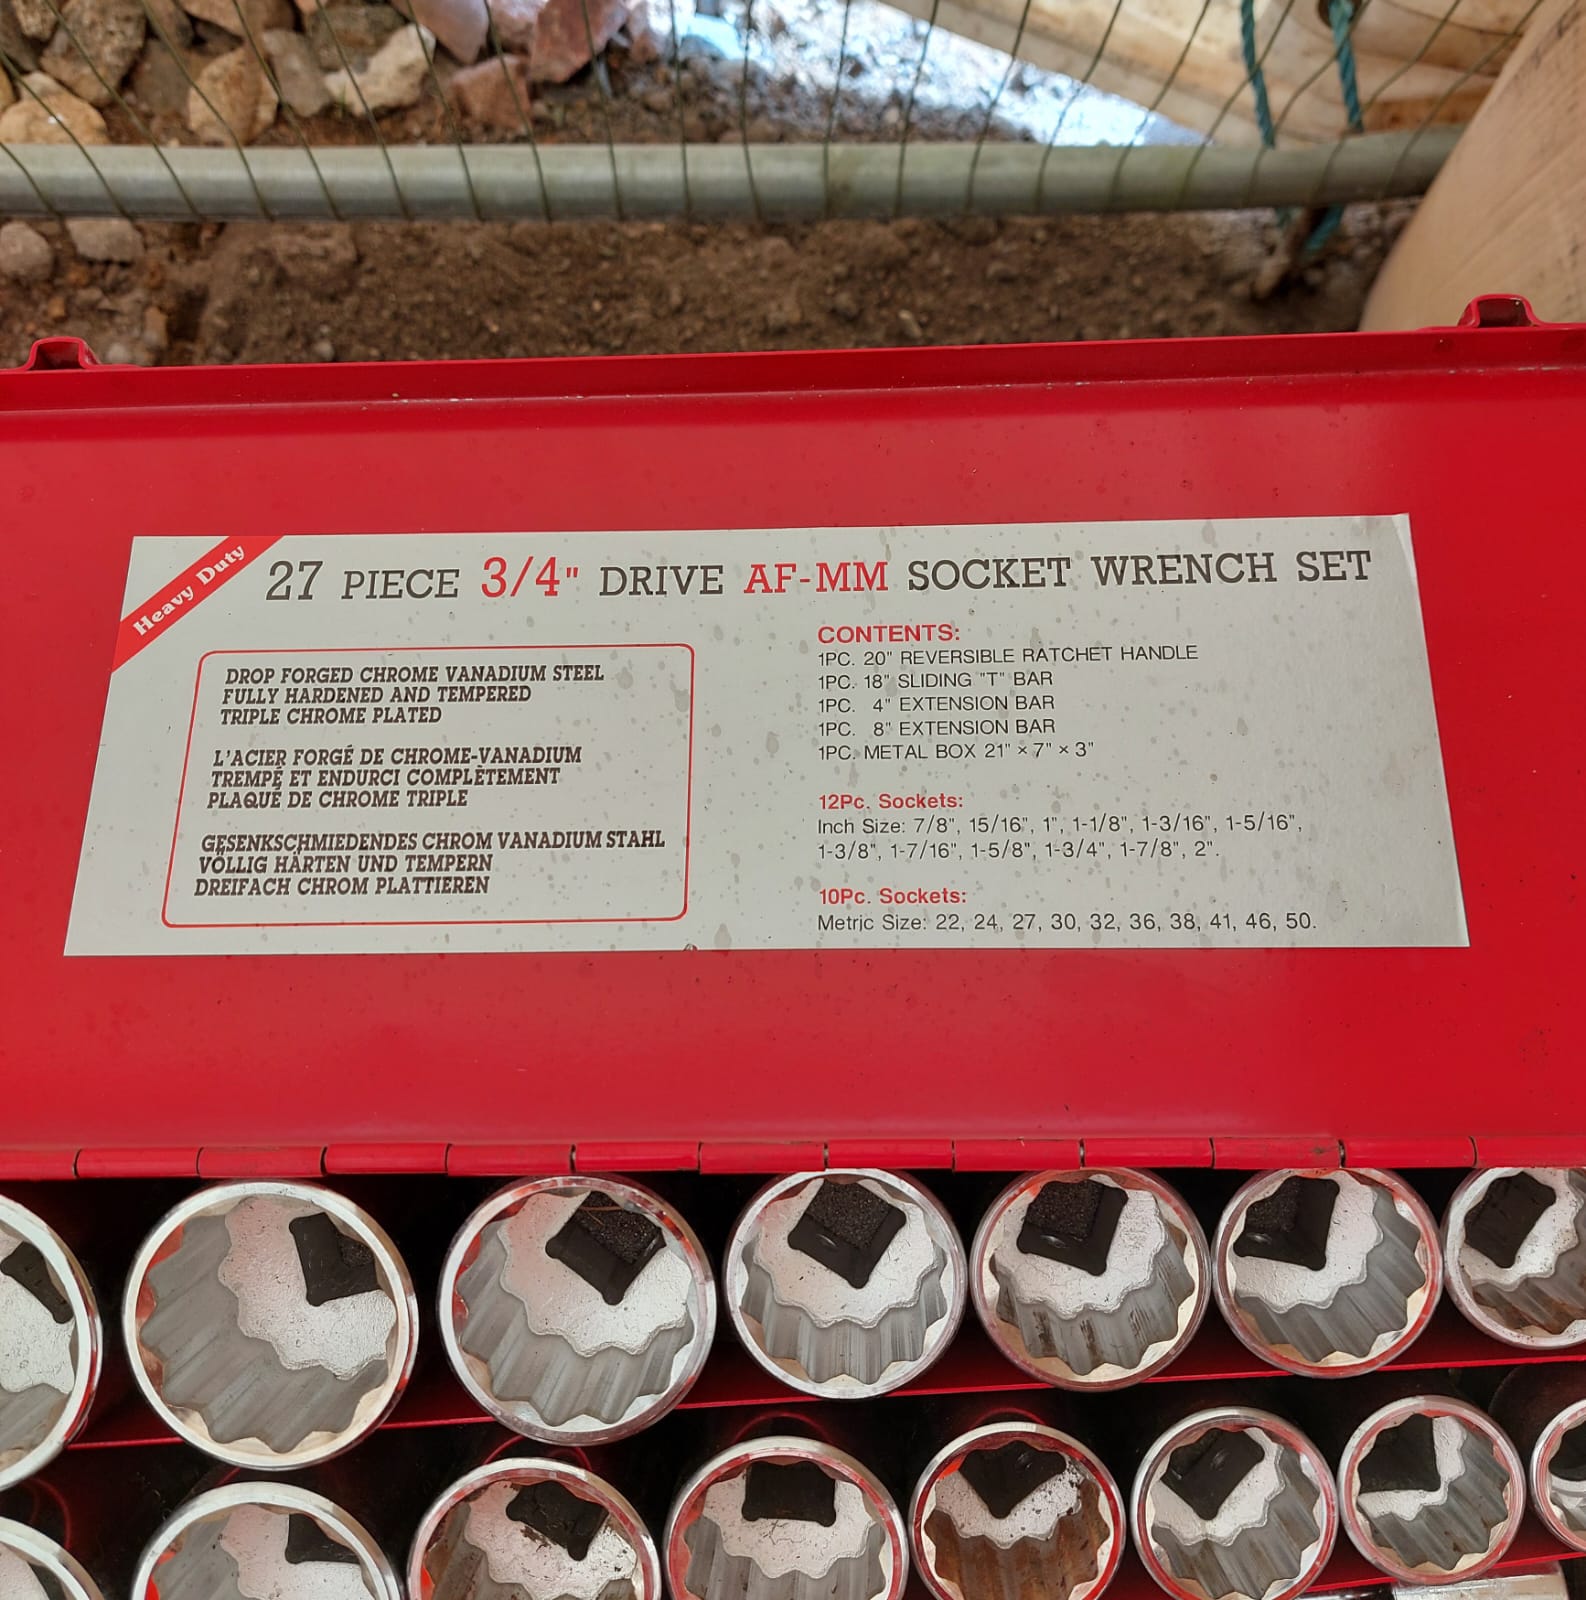 Heavy Duty
27 PIECE 3/4" DRIVE AF-MM SOCKET WRENCH SET
DROP FORGED CHROME VANADIUM STEEL
FULLY HARDENED AND TEMPERED
TRIPLE CHROME PLATED
L'ACIER FORGÉ DE CHROME-VANADIUM
TREMPÉ ET ENDURCI COMPLÈTEMENT
PLAQUÉ DE CHROME TRIPLE
GESENKSCHMIEDENDES CHROM VANADIUM STAHL
VÖLLIG HÄRTEN UND TEMPERN
DREIFACH CHROM PLATTIEREN
CONTENTS:
1PC. 20" REVERSIBLE RATCHET HANDLE
1PC. 18" SLIDING "T" BAR
1PC. 4" EXTENSION BAR
1PC. 8" EXTENSION BAR
1PC. METAL BOX 21" × 7" × 3"
12Pc. Sockets:
Inch Size: 7/8", 15/16", 1", 1-1/8", 1-3/16", 1-5/16",
1-3/8", 1-7/16", 1-5/8", 1-3/4", 1-7/8", 2".
10Pc. Sockets:
Metric Size: 22, 24, 27, 30, 32, 36, 38, 41, 46, 50.